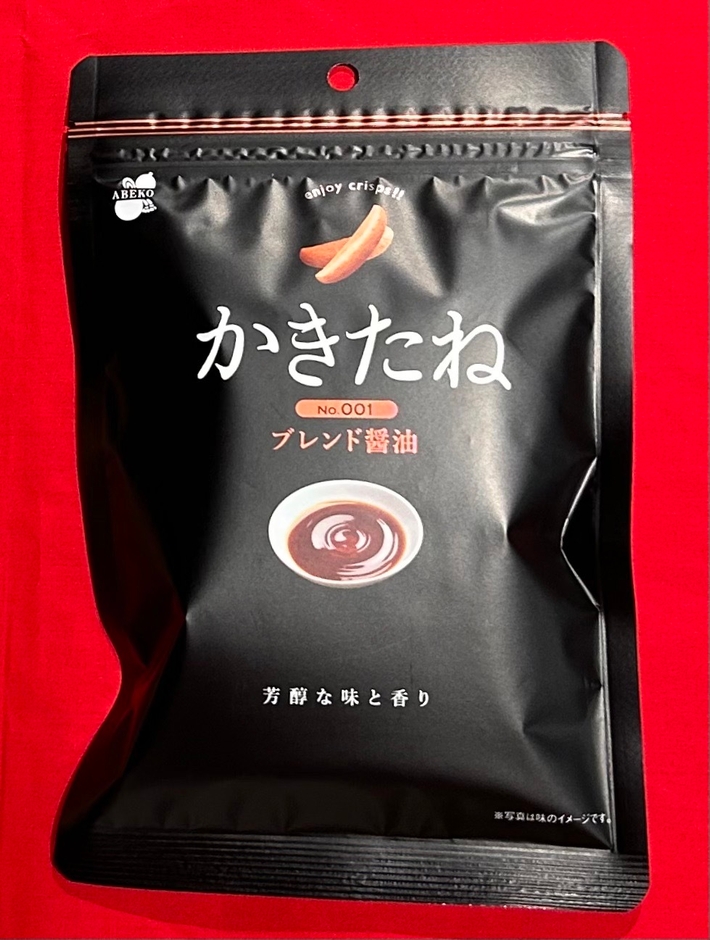 ABEKO
enjoy crisps!!
かきたね
No.001
ブレンド醤油
芳醇な味と香り
※写真は味のイメージです。